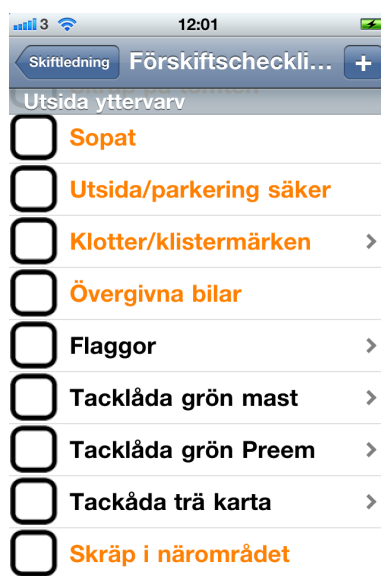 3 12:01
Skiftledning Förskiftscheckli... +
Utsida yttervarv
Sopat
Utsida/parkering säker
Klotter/klistermärken
Övergivna bilar
Flaggor
Tacklåda grön mast
Tacklåda grön Preem
Tackåda trä karta
Skräp i närområdet